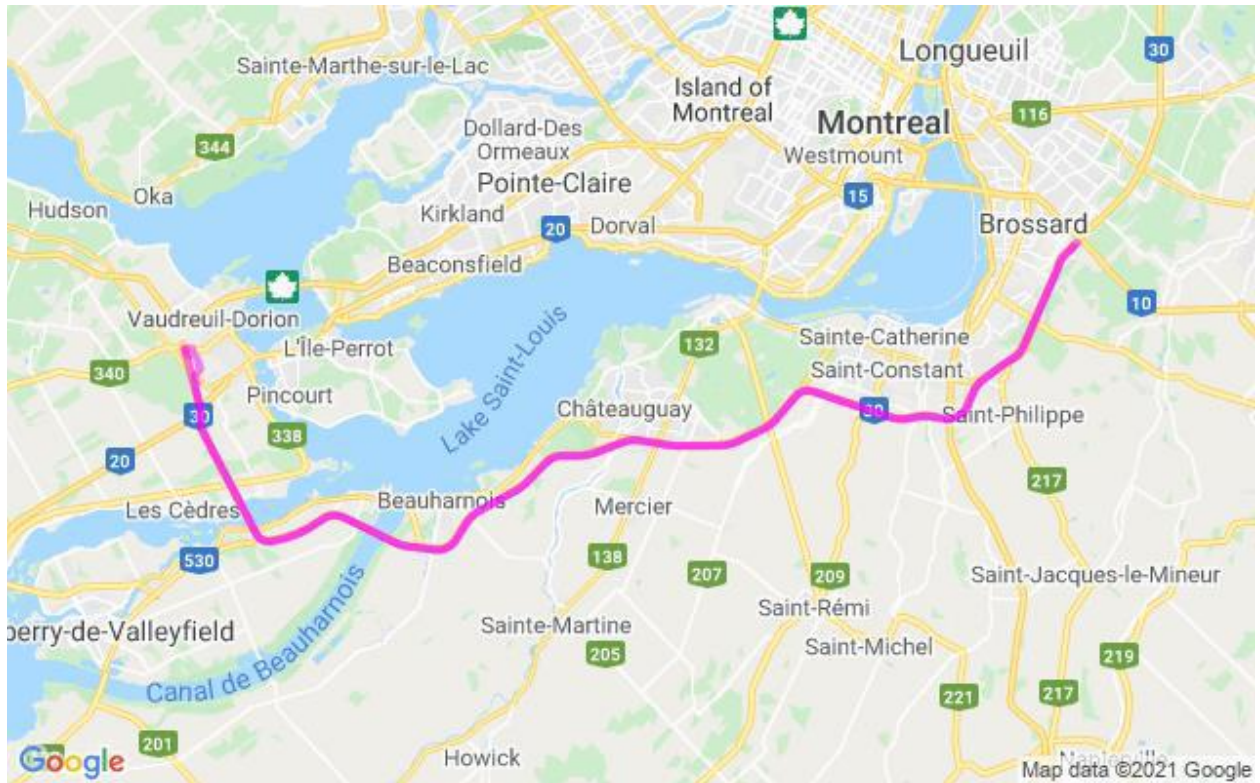 Sainte-Marthe-sur-le-Lac
Longueuil
30
Island of
Montreal
116
344
Dollard-Des
Ormeaux
Montreal
Westmount
Oka
Hudson
Pointe-Claire
15
Kirkland
20
Dorval
Brossard
Beaconsfield
10
Vaudreuil-Dorion
L'Île-Perrot
132
Sainte-Catherine
340
Saint-Constant
Pincourt
Lake Saint-Louis
Châteauguay
30
30
Saint-Philippe
338
20
217
Les Cèdres
Beauharnois
Mercier
530
138
207
209
Saint-Jacques-le-Mineur
perry-de-Valleyfield
Canal de Beauharnois
Sainte-Martine
Saint-Rémi
205
Saint-Michel
219
221
217
201
Howick
Google
Map data ©2021 Google